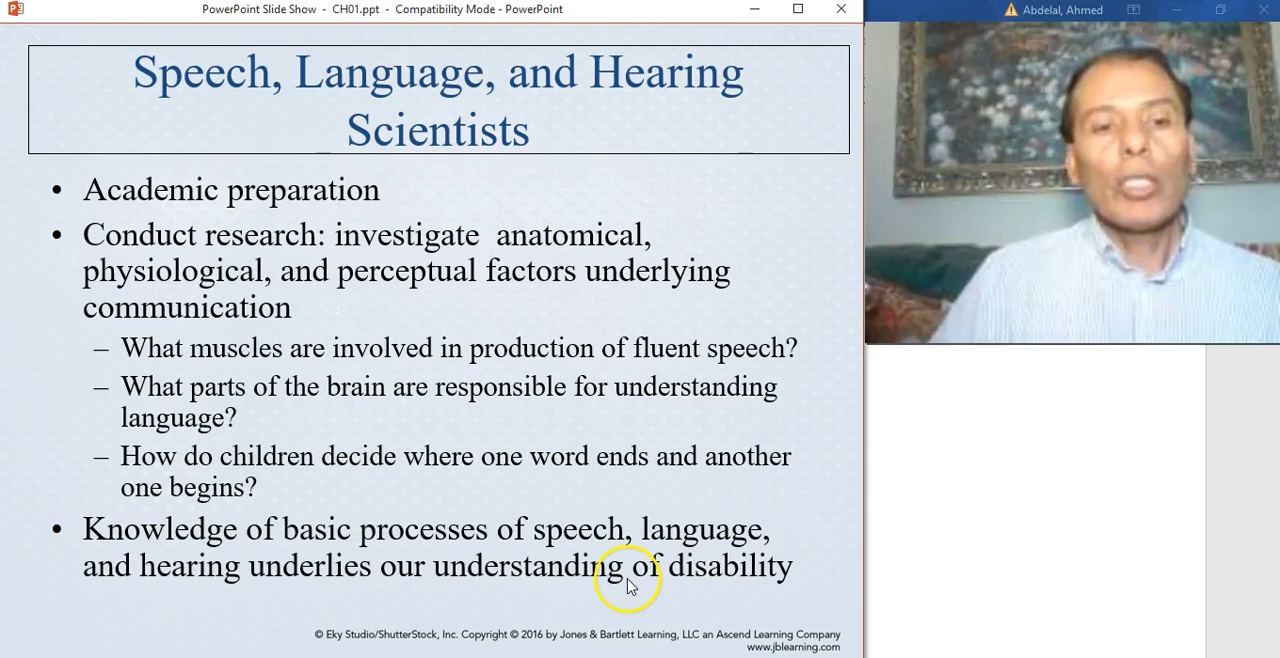 PowerPoint Slide Show - CH01.ppt - Compatibility Mode - PowerPoint
Abdelal, Ahmed
Speech, Language, and Hearing
Scientists
• Academic preparation
• Conduct research: investigate anatomical,
physiological, and perceptual factors underlying
communication
– What muscles are involved in production of fluent speech?
– What parts of the brain are responsible for understanding
language?
– How do children decide where one word ends and another
one begins?
• Knowledge of basic processes of speech, language,
and hearing underlies our understanding of disability
© Eky Studio/ShutterStock, Inc. Copyright © 2016 by Jones & Bartlett Learning, LLC an Ascend Learning Company
www.jblearning.com